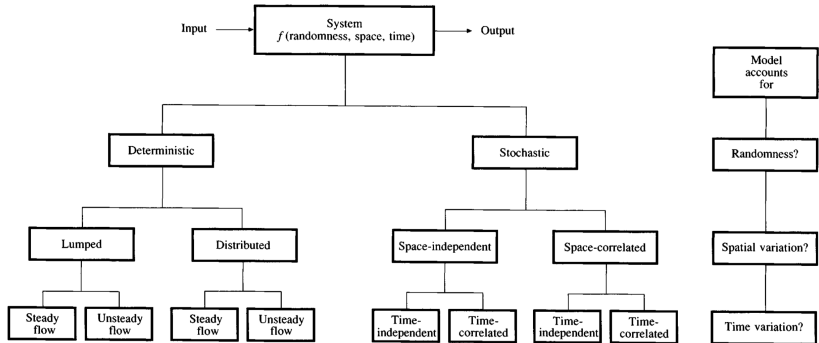 System
Input
f (randomness, space, time)
Output
Model
accounts
for
Deterministic
Stochastic
Randomness?
Lumped
Distributed
Space-independent
Space-correlated
Spatial variation?
Steady
flow
Unsteady
flow
Steady
flow
Unsteady
flow
Time-
independent
Time-
correlated
Time-
independent
Time-
correlated
Time variation?